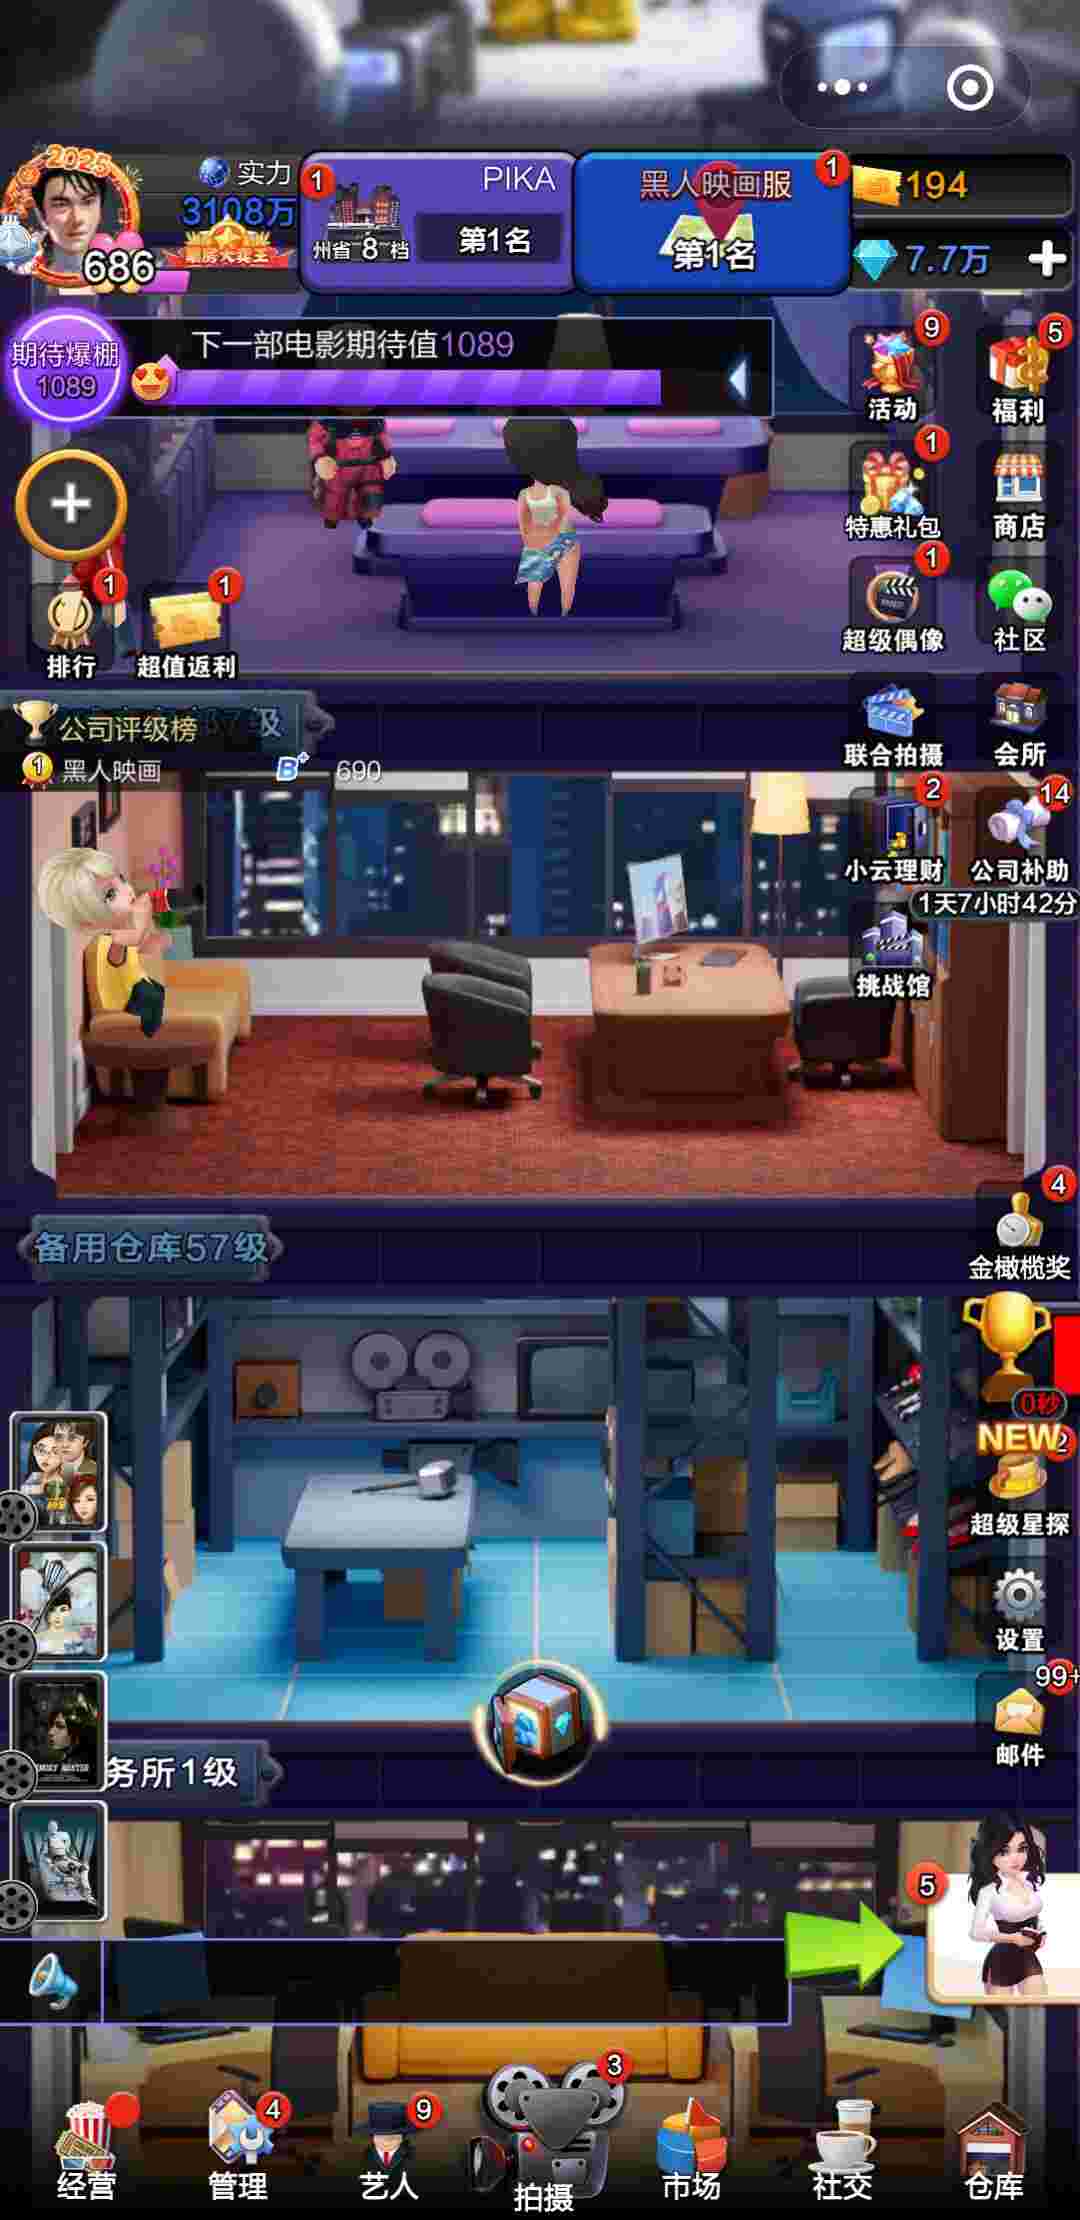 2025
实力
3108万
票房大卖王
686
1
PIKA
州省 8 档
第1名
黑人映画服
1
第1名
194
7.7万
期待爆棚
1089
下一部电影期待值1089
9
活动
5
福利
1
特惠礼包
商店
1
超级偶像
社区
1
排行
1
超值返利
7级
公司评级榜
1 黑人映画 B+ 690
联合拍摄
会所
2
小云理财
14
公司补助
1天7小时42分
挑战馆
4
金橄榄奖
备用仓库57级
0秒
NEW
2
超级星探
设置
99+
邮件
务所1级
5
经营
4
管理
9
艺人
3
拍摄
市场
社交
仓库